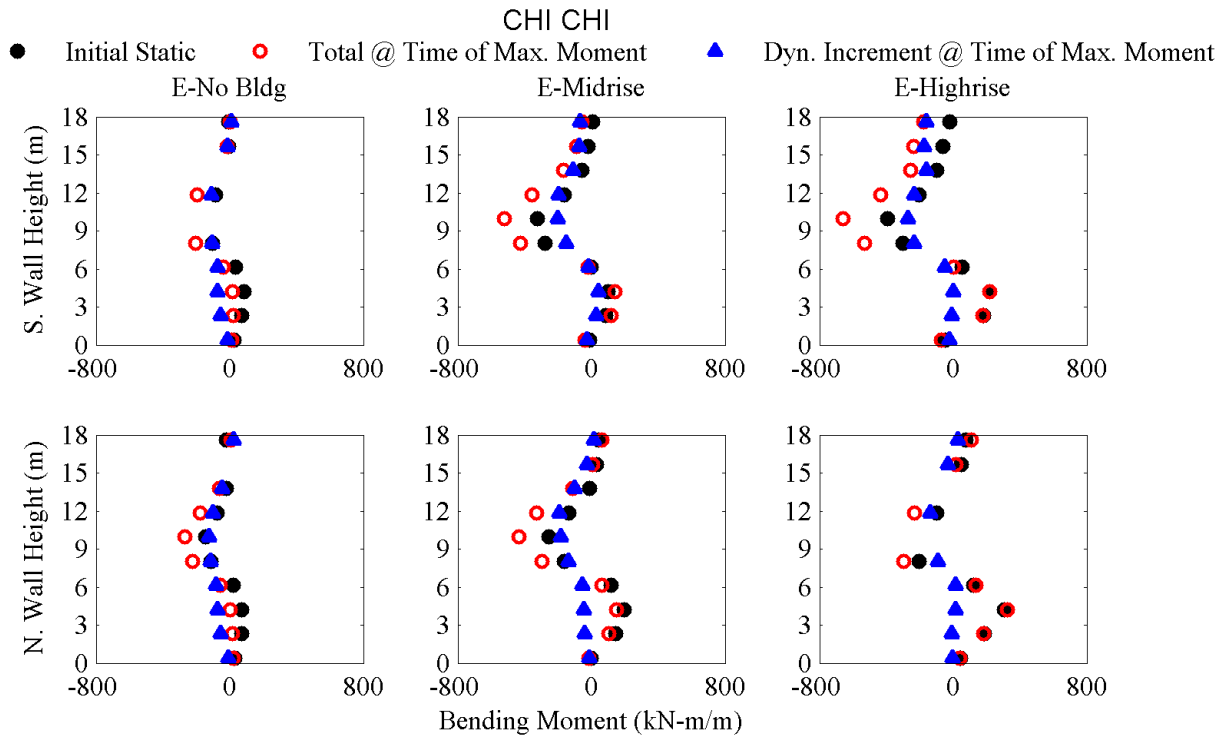 CHI CHI
Initial Static Total @ Time of Max. Moment Dyn. Increment @ Time of Max. Moment
E-No Bldg E-Midrise E-Highrise
S. Wall Height (m)
18 18 18
15 15 15
12 12 12
9 9 9
6 6 6
3 3 3
0 0 0
-800 0 800 -800 0 800 -800 0 800
N. Wall Height (m)
18 18 18
15 15 15
12 12 12
9 9 9
6 6 6
3 3 3
0 0 0
-800 0 800 -800 0 800 -800 0 800
Bending Moment (kN-m/m)